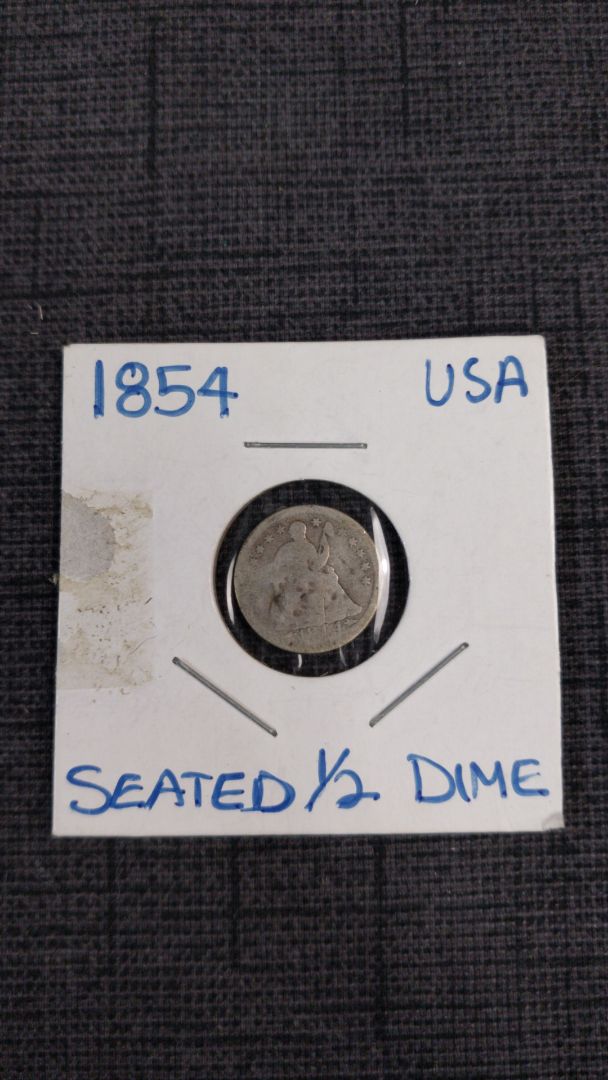 1854 USA
SEATED 1/2 DIME